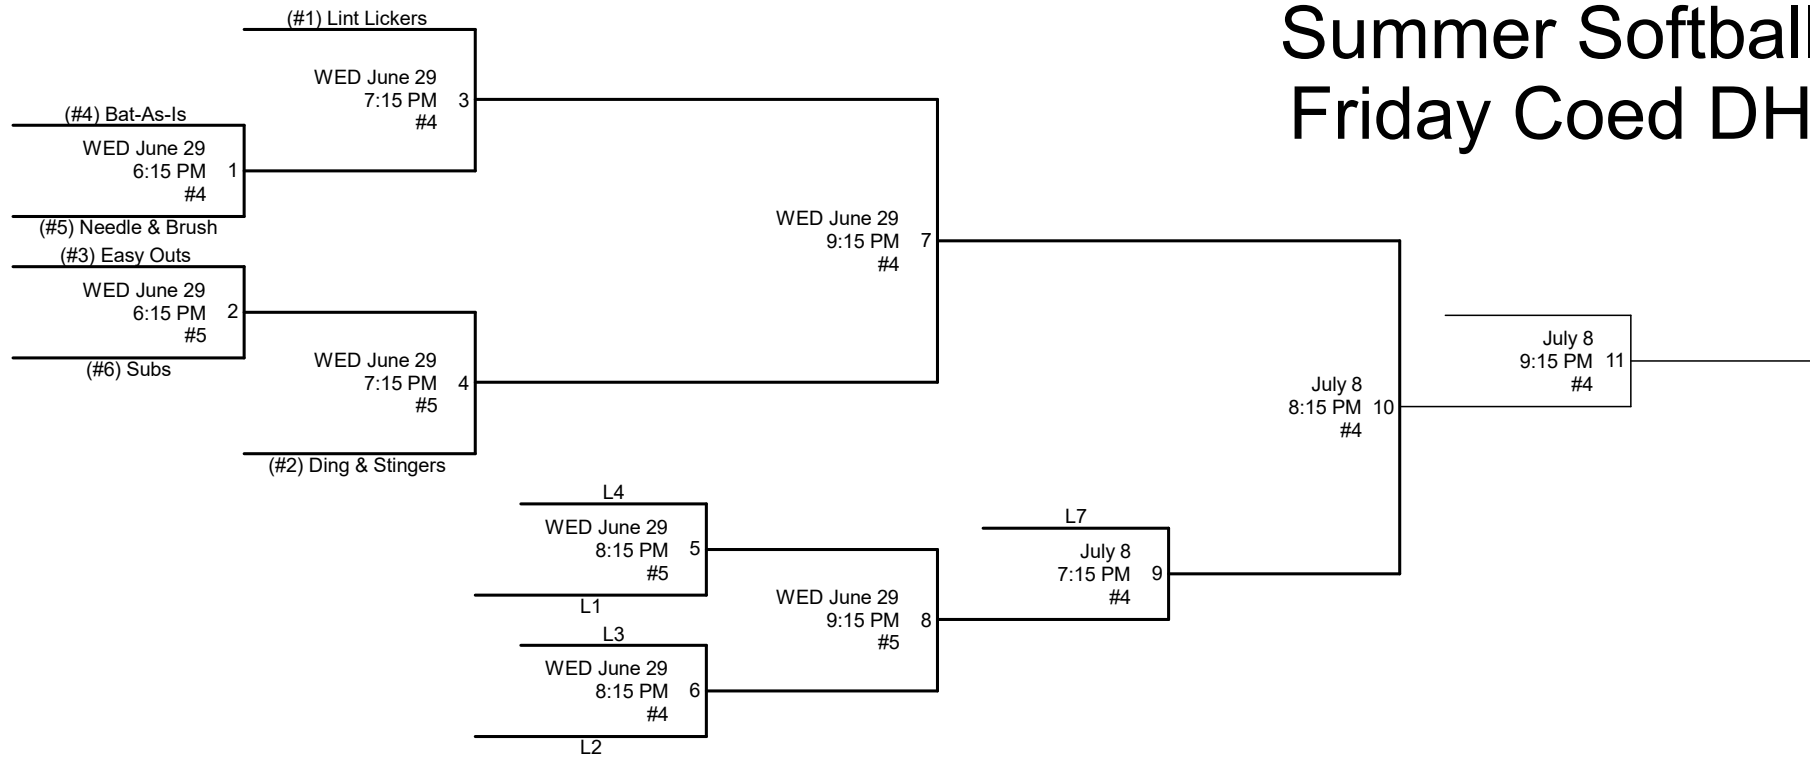 Summer Softball
Friday Coed DH
(#1) Lint Lickers
WED June 29
7:15 PM 3
#4
(#4) Bat-As-Is
WED June 29
6:15 PM 1
#4
(#5) Needle & Brush
(#3) Easy Outs
WED June 29
6:15 PM 2
#5
(#6) Subs
WED June 29
7:15 PM 4
#5
(#2) Ding & Stingers
WED June 29
9:15 PM 7
#4
L4
WED June 29
8:15 PM 5
#5
L1
L3
WED June 29
8:15 PM 6
#4
L2
WED June 29
9:15 PM 8
#5
L7
July 8
7:15 PM 9
#4
July 8
8:15 PM 10
#4
July 8
9:15 PM 11
#4